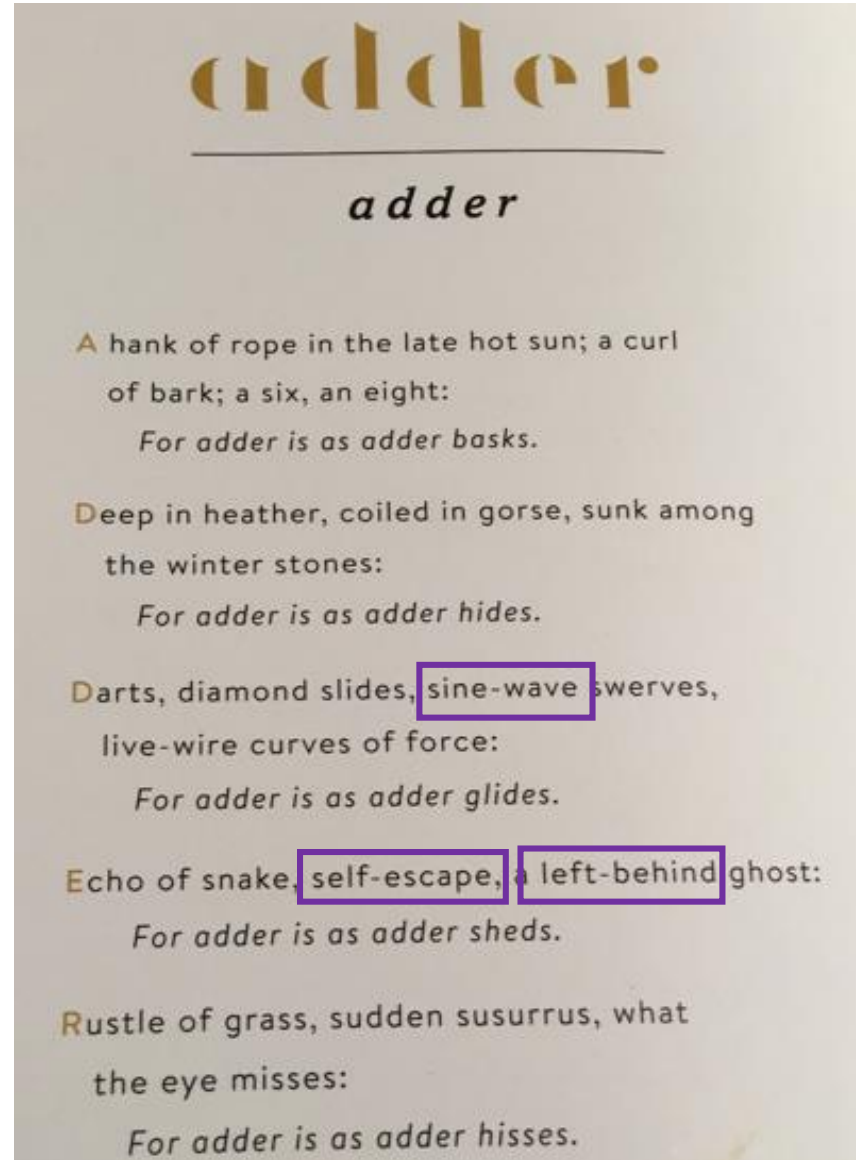 adder
adder
A hank of rope in the late hot sun; a curl
of bark; a six, an eight:
For adder is as adder basks.
Deep in heather, coiled in gorse, sunk among
the winter stones:
For adder is as adder hides.
Darts, diamond slides, sine-wave swerves,
live-wire curves of force:
For adder is as adder glides.
Echo of snake, self-escape, a left-behind ghost:
For adder is as adder sheds.
Rustle of grass, sudden susurrus, what
the eye misses:
For adder is as adder hisses.